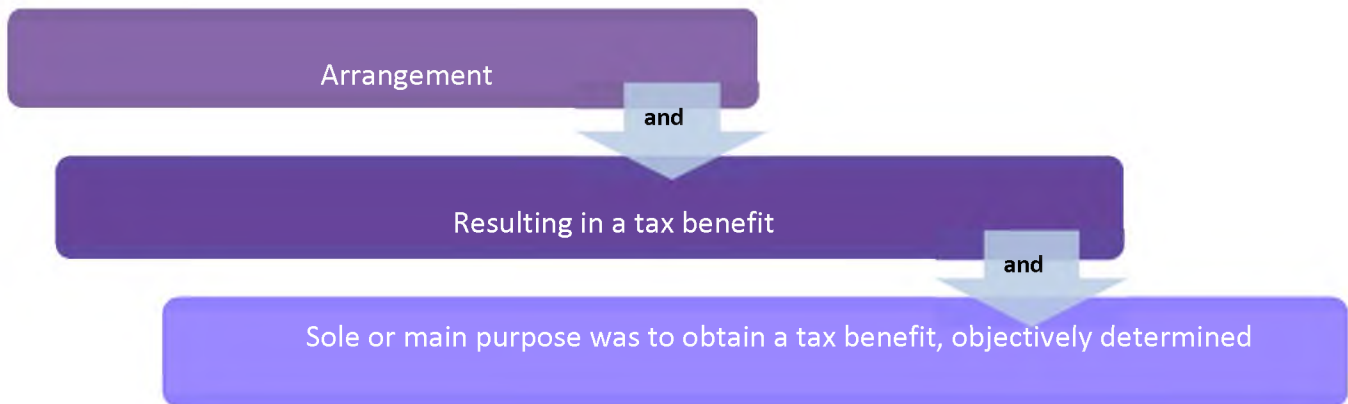 Arrangement
and
Resulting in a tax benefit
and
Sole or main purpose was to obtain a tax benefit, objectively determined